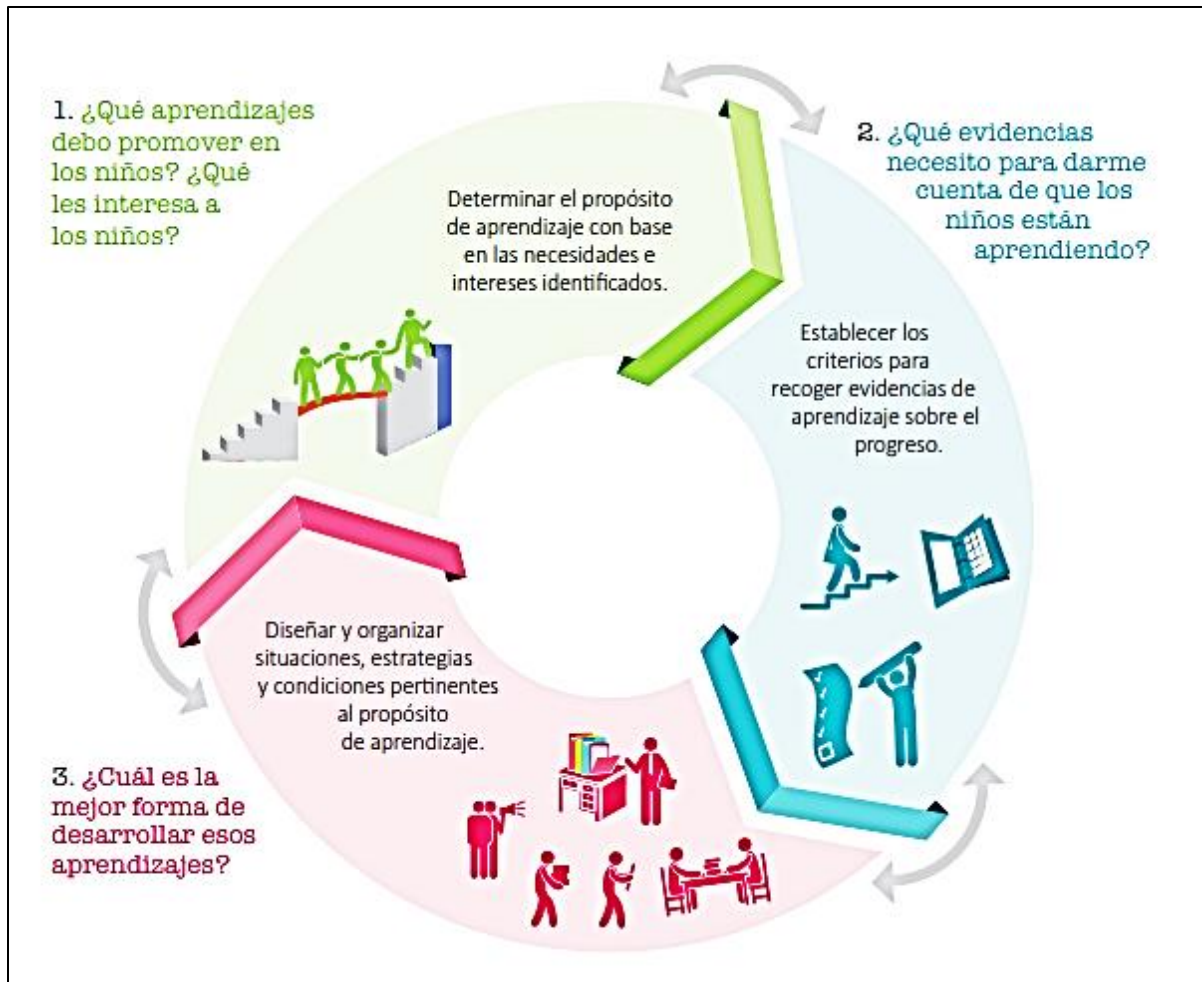 1. ¿Qué aprendizajes
debo promover en
los niños? ¿Qué
les interesa a
los niños?
Determinar el propósito
de aprendizaje con base
en las necesidades e
intereses identificados.
2. ¿Qué evidencias
necesito para darme
cuenta de que los
niños están
aprendiendo?
Establecer los
criterios para
recoger evidencias de
aprendizaje sobre el
progreso.
Diseñar y organizar
situaciones, estrategias
y condiciones pertinentes
al propósito
de aprendizaje.
3. ¿Cuál es la
mejor forma de
desarrollar esos
aprendizajes?